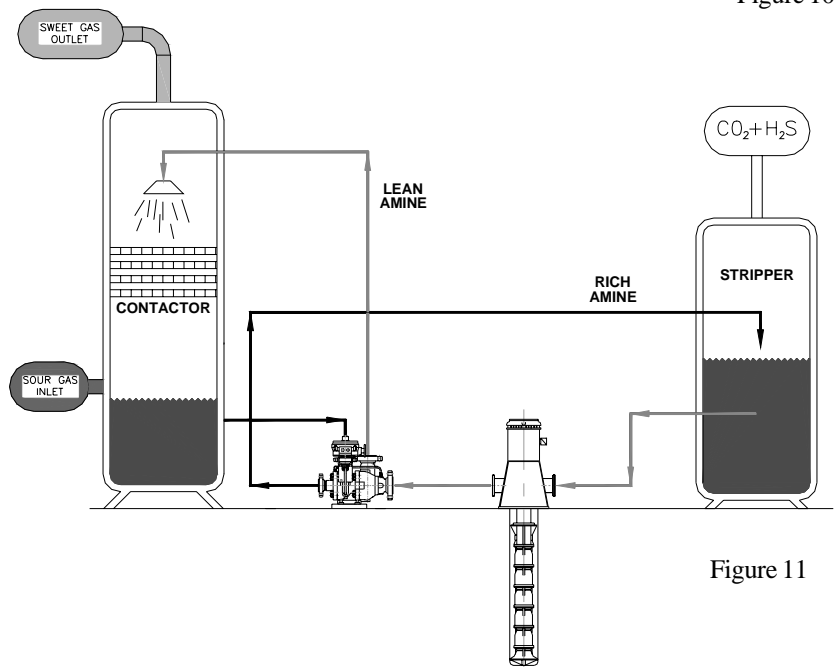 Figure 10
SWEET GAS
OUTLET
CO₂+H₂S
LEAN
AMINE
RICH
AMINE
STRIPPER
CONTACTOR
SOUR GAS
INLET
Figure 11